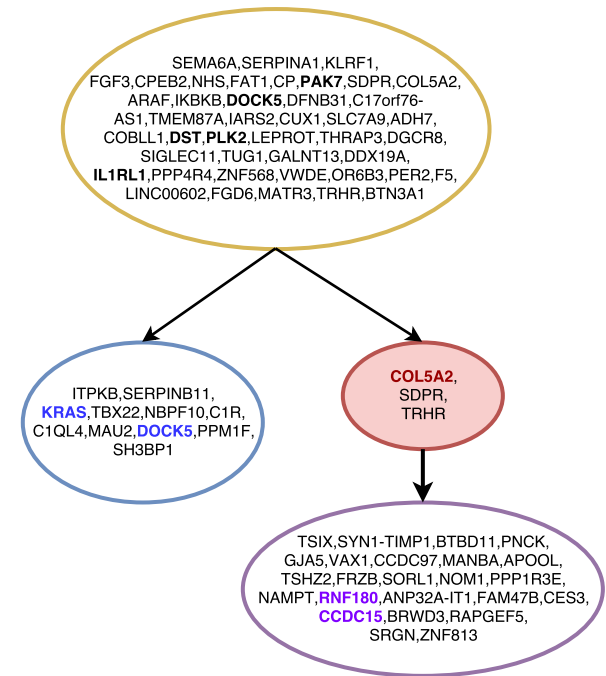 SEMA6A,SERPINA1,KLRF1,
FGF3,CPEB2,NHS,FAT1,CP,PAK7,SDPR,COL5A2,
ARAF,IKBKB,DOCK5,DFNB31,C17orf76-
AS1,TMEM87A,IARS2,CUX1,SLC7A9,ADH7,
COBLL1,DST,PLK2,LEPROT,THRAP3,DGCR8,
SIGLEC11,TUG1,GALNT13,DDX19A,
IL1RL1,PPP4R4,ZNF568,VWDE,OR6B3,PER2,F5,
LINC00602,FGD6,MATR3,TRHR,BTN3A1
ITPKB,SERPINB11,
KRAS,TBX22,NBPF10,C1R,
C1QL4,MAU2,DOCK5,PPM1F,
SH3BP1
COL5A2,
SDPR,
TRHR
TSIX,SYN1-TIMP1,BTBD11,PNCK,
GJA5,VAX1,CCDC97,MANBA,APOOL,
TSHZ2,FRZB,SORL1,NOM1,PPP1R3E,
NAMPT,RNF180,ANP32A-IT1,FAM47B,CES3,
CCDC15,BRWD3,RAPGEF5,
SRGN,ZNF813